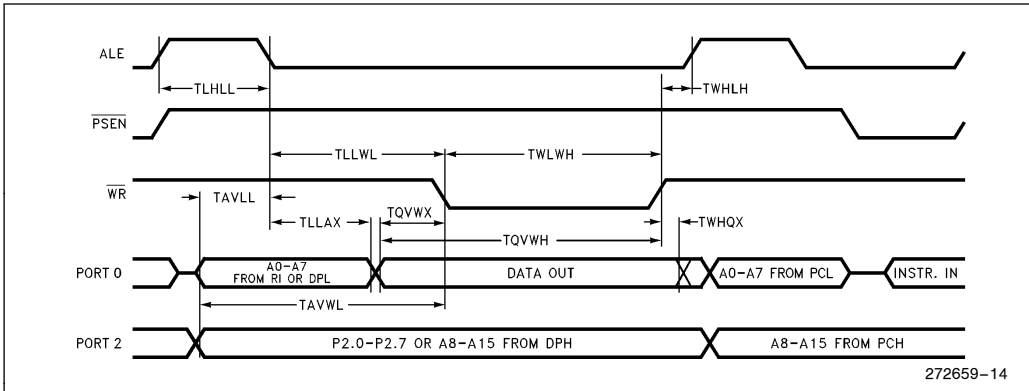 ALE
TLHLL
TWHLH
PSEN
TLLWL
TWLWH
WR
TAVLL
TLLAX
TQVWX
TWHQX
TQVWH
PORT 0
A0-A7
FROM RI OR DPL
DATA OUT
A0-A7 FROM PCL
INSTR. IN
TAVWL
PORT 2
P2.0-P2.7 OR A8-A15 FROM DPH
A8-A15 FROM PCH
272659-14